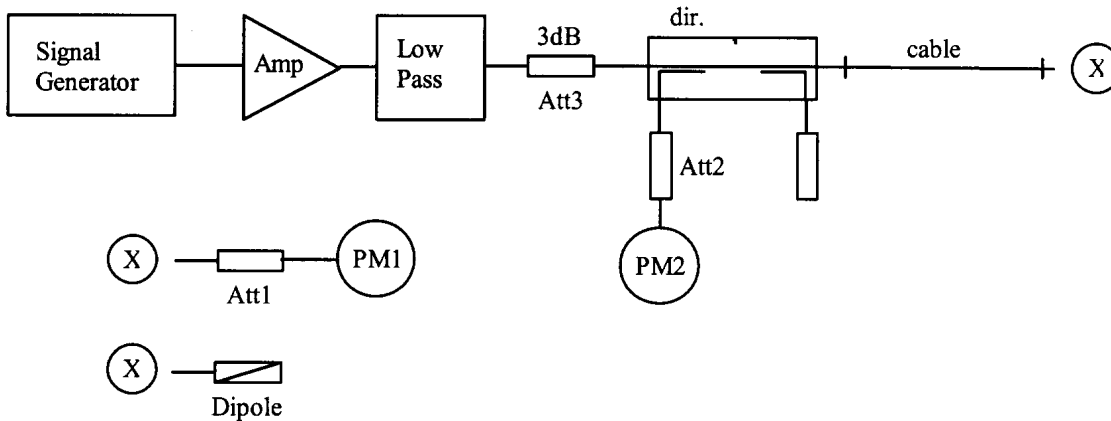 Signal
Generator
Amp
Low
Pass
3dB
Att3
dir.
cable
X
Att2
PM2
X
Att1
PM1
X
Dipole